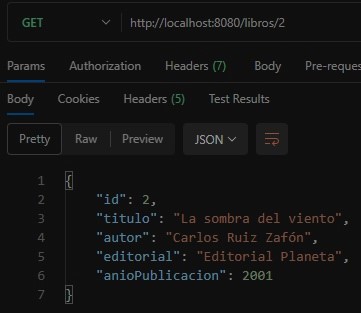 GET http://localhost:8080/libros/2
Params Authorization Headers (7) Body Pre-reques
Body Cookies Headers (5) Test Results
Pretty Raw Preview JSON
1 {
2 "id": 2,
3 "titulo": "La sombra del viento",
4 "autor": "Carlos Ruiz Zafón",
5 "editorial": "Editorial Planeta",
6 "anioPublicacion": 2001
7 }